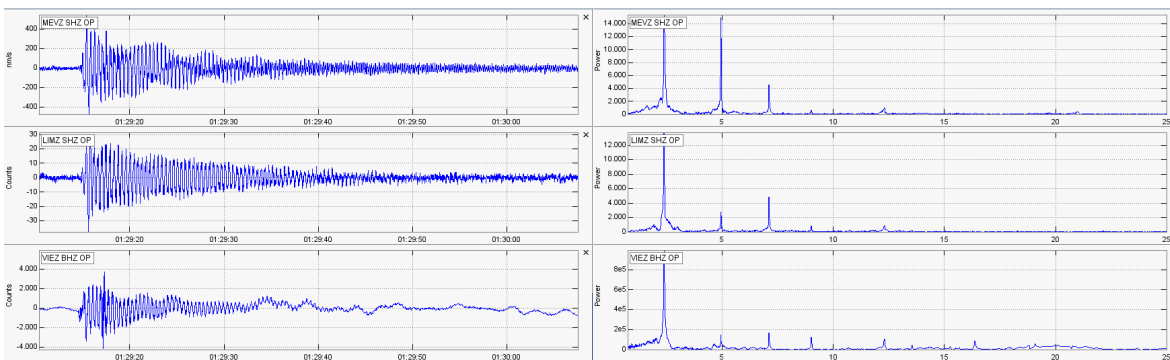 MEVZ SHZ OP
×
nm/s
400
200
0
-200
-400
01:29:20 01:29:30 01:29:40 01:29:50 01:30:00
MEVZ SHZ OP
Power
14.000
12.000
10.000
8.000
6.000
4.000
2.000
0
5 10 15 20 25
LIMZ SHZ OP
×
Counts
30
20
10
0
-10
-20
-30
01:29:20 01:29:30 01:29:40 01:29:50 01:30:00
LIMZ SHZ OP
Power
12.000
10.000
8.000
6.000
4.000
2.000
0
5 10 15 20 25
VIEZ BHZ OP
×
Counts
4.000
2.000
0
-2.000
-4.000
01:29:20 01:29:30 01:29:40 01:29:50 01:30:00
VIEZ BHZ OP
Power
8e5
6e5
4e5
2e5
0
5 10 15 20 25